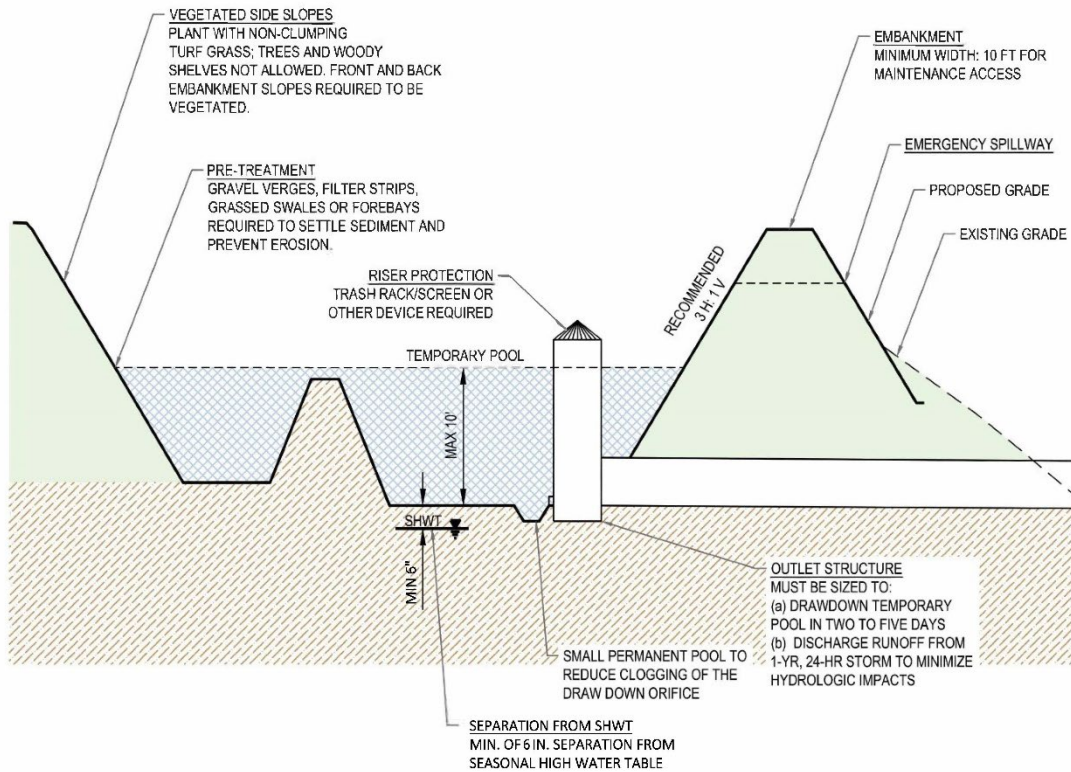 VEGETATED SIDE SLOPES
PLANT WITH NON-CLUMPING
TURF GRASS; TREES AND WOODY
SHELVES NOT ALLOWED. FRONT AND BACK
EMBANKMENT SLOPES REQUIRED TO BE
VEGETATED.
EMBANKMENT
MINIMUM WIDTH: 10 FT FOR
MAINTENANCE ACCESS
EMERGENCY SPILLWAY
PROPOSED GRADE
EXISTING GRADE
PRE-TREATMENT
GRAVEL VERGES, FILTER STRIPS,
GRASSED SWALES OR FOREBAYS
REQUIRED TO SETTLE SEDIMENT AND
PREVENT EROSION.
RISER PROTECTION
TRASH RACK/SCREEN OR
OTHER DEVICE REQUIRED
RECOMMENDED
3 H: 1 V
TEMPORARY POOL
MAX 10'
SHWT
MIN 6"
OUTLET STRUCTURE
MUST BE SIZED TO:
(a) DRAWDOWN TEMPORARY
POOL IN TWO TO FIVE DAYS
(b) DISCHARGE RUNOFF FROM
1-YR, 24-HR STORM TO MINIMIZE
HYDROLOGIC IMPACTS
SMALL PERMANENT POOL TO
REDUCE CLOGGING OF THE
DRAW DOWN ORIFICE
SEPARATION FROM SHWT
MIN. OF 6 IN. SEPARATION FROM
SEASONAL HIGH WATER TABLE